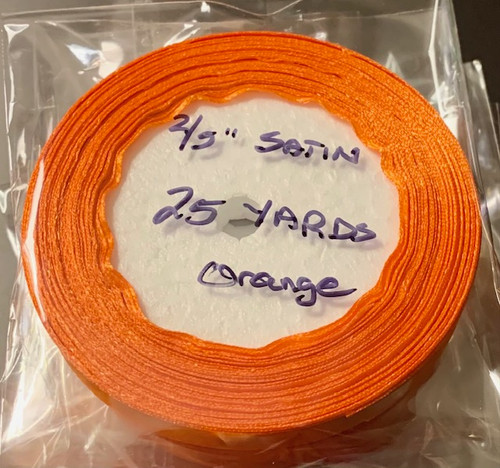 2/5" SATIN
25 YARDS
Orange